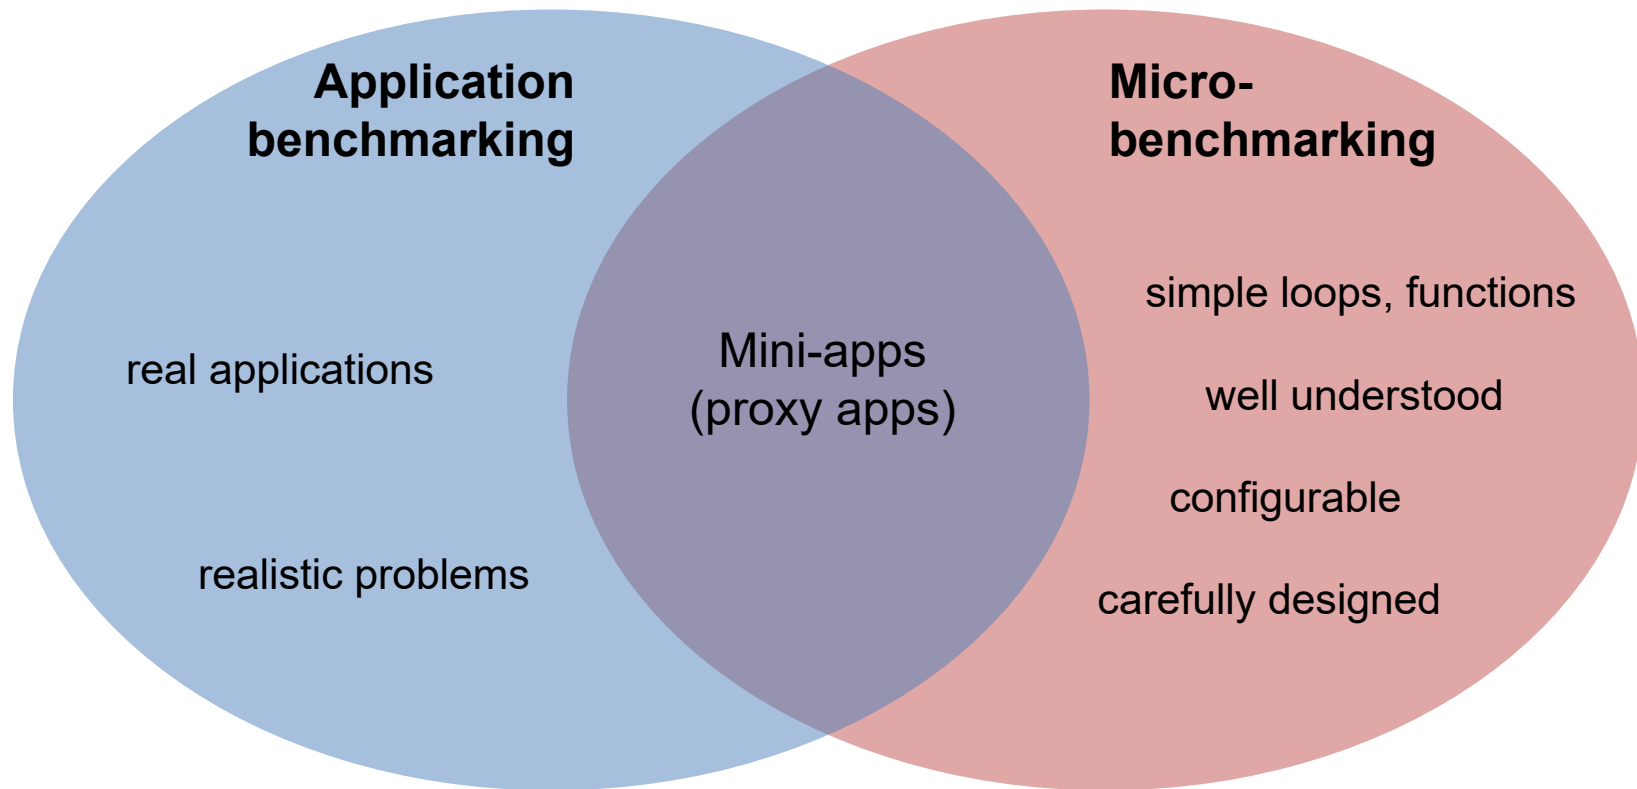 Application
benchmarking
real applications
realistic problems
Mini-apps
(proxy apps)
Micro-
benchmarking
simple loops, functions
well understood
configurable
carefully designed